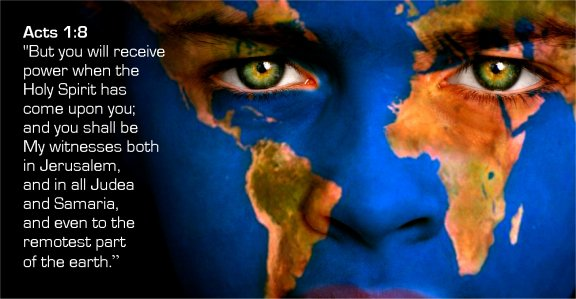 Acts 1:8
"But you will receive
power when the
Holy Spirit has
come upon you;
and you shall be
My witnesses both
in Jerusalem,
and in all Judea
and Samaria,
and even to the
remotest part
of the earth.”